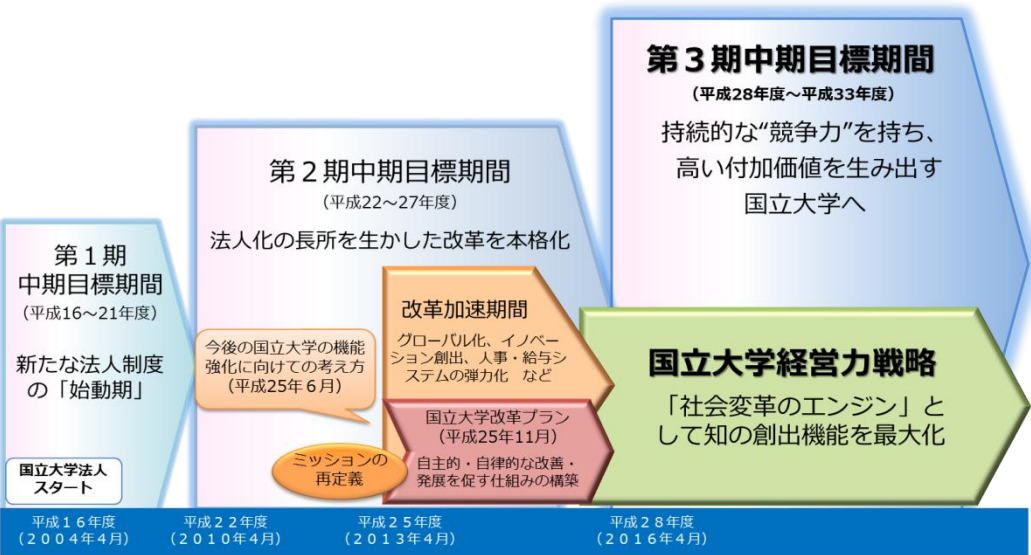 第１期
中期目標期間
（平成16～21年度）
新たな法人制度
の「始動期」
国立大学法人
スタート
第２期中期目標期間
（平成22～27年度）
法人化の長所を生かした改革を本格化
今後の国立大学の機能
強化に向けての考え方
（平成25年６月）
ミッションの
再定義
改革加速期間
グローバル化、イノベー
ション創出、人事・給与シ
ステムの弾力化　など
国立大学改革プラン
（平成25年11月）
自主的・自律的な改善・
発展を促す仕組みの構築
第３期中期目標期間
（平成28年度～平成33年度）
持続的な“競争力”を持ち、
高い付加価値を生み出す
国立大学へ
国立大学経営力戦略
「社会変革のエンジン」と
して知の創出機能を最大化
平成１６年度
（２００４年４月）
平成２２年度
（２０１０年４月）
平成２５年度
（２０１３年４月）
平成２８年度
（２０１６年４月）